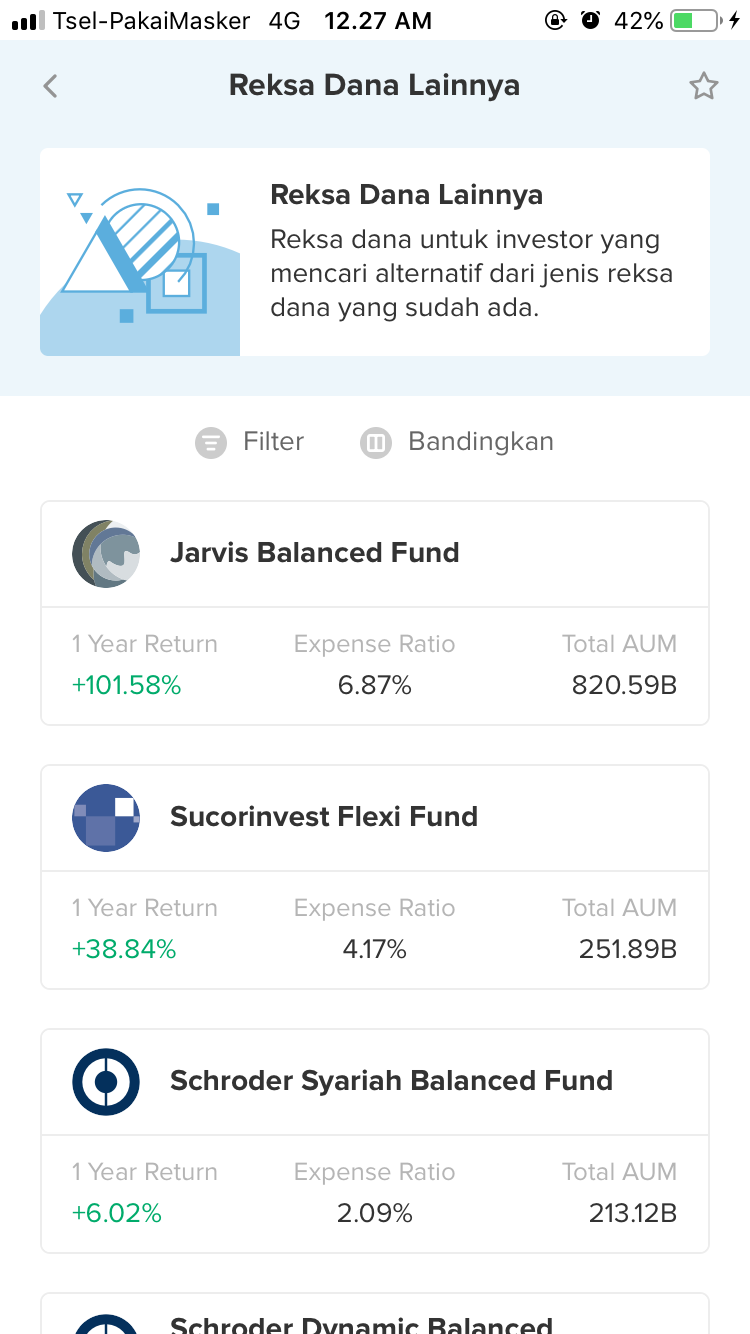 Tsel-PakaiMasker 4G 12.27 AM 42%
Reksa Dana Lainnya
Reksa Dana Lainnya
Reksa dana untuk investor yang
mencari alternatif dari jenis reksa
dana yang sudah ada.
Filter Bandingkan
Jarvis Balanced Fund
1 Year Return Expense Ratio Total AUM
+101.58% 6.87% 820.59B
Sucorinvest Flexi Fund
1 Year Return Expense Ratio Total AUM
+38.84% 4.17% 251.89B
Schroder Syariah Balanced Fund
1 Year Return Expense Ratio Total AUM
+6.02% 2.09% 213.12B
Schroder Dynamic Balanced